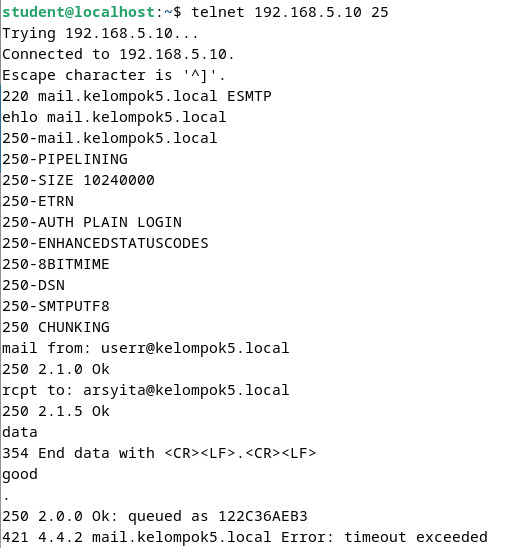 student@localhost:~$ telnet 192.168.5.10 25
Trying 192.168.5.10...
Connected to 192.168.5.10.
Escape character is '^]'.
220 mail.kelompok5.local ESMTP
ehlo mail.kelompok5.local
250-mail.kelompok5.local
250-PIPELINING
250-SIZE 10240000
250-ETRN
250-AUTH PLAIN LOGIN
250-ENHANCEDSTATUSCODES
250-8BITMIME
250-DSN
250-SMTPUTF8
250 CHUNKING
mail from: userr@kelompok5.local
250 2.1.0 Ok
rcpt to: arsyita@kelompok5.local
250 2.1.5 Ok
data
354 End data with <CR><LF>.<CR><LF>
good
.
250 2.0.0 Ok: queued as 122C36AEB3
421 4.4.2 mail.kelompok5.local Error: timeout exceeded